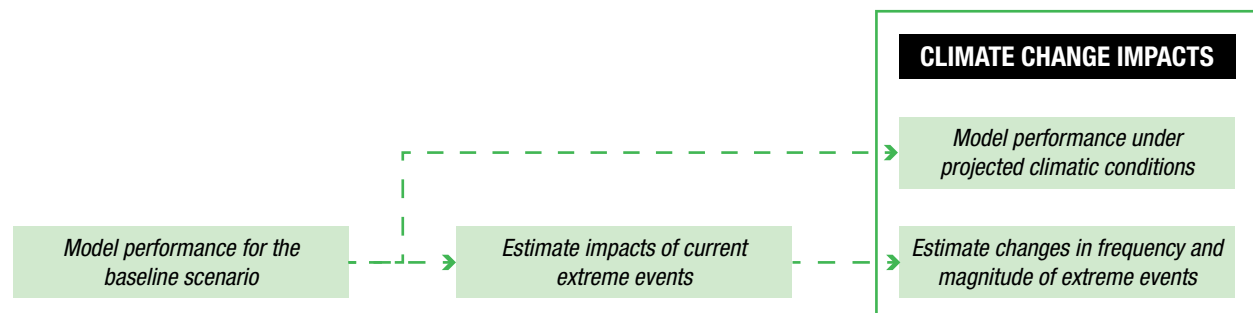 CLIMATE CHANGE IMPACTS
Model performance under
projected climatic conditions
Model performance for the
baseline scenario
Estimate impacts of current
extreme events
Estimate changes in frequency and
magnitude of extreme events